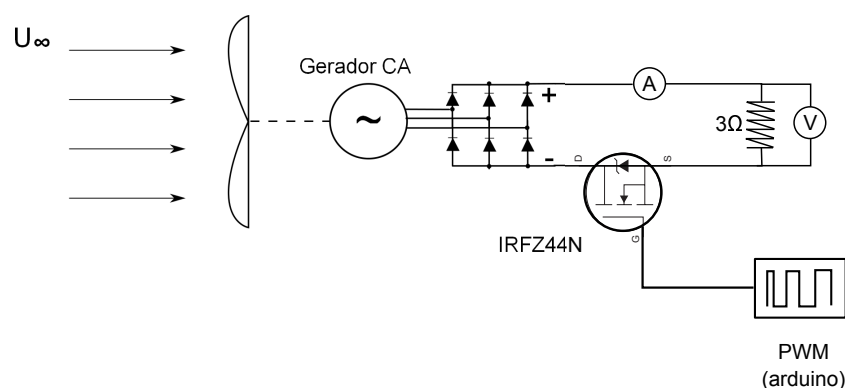 U∞
Gerador CA
~
+
A
3Ω
V
-
D
S
G
IRFZ44N
PWM
(arduino)